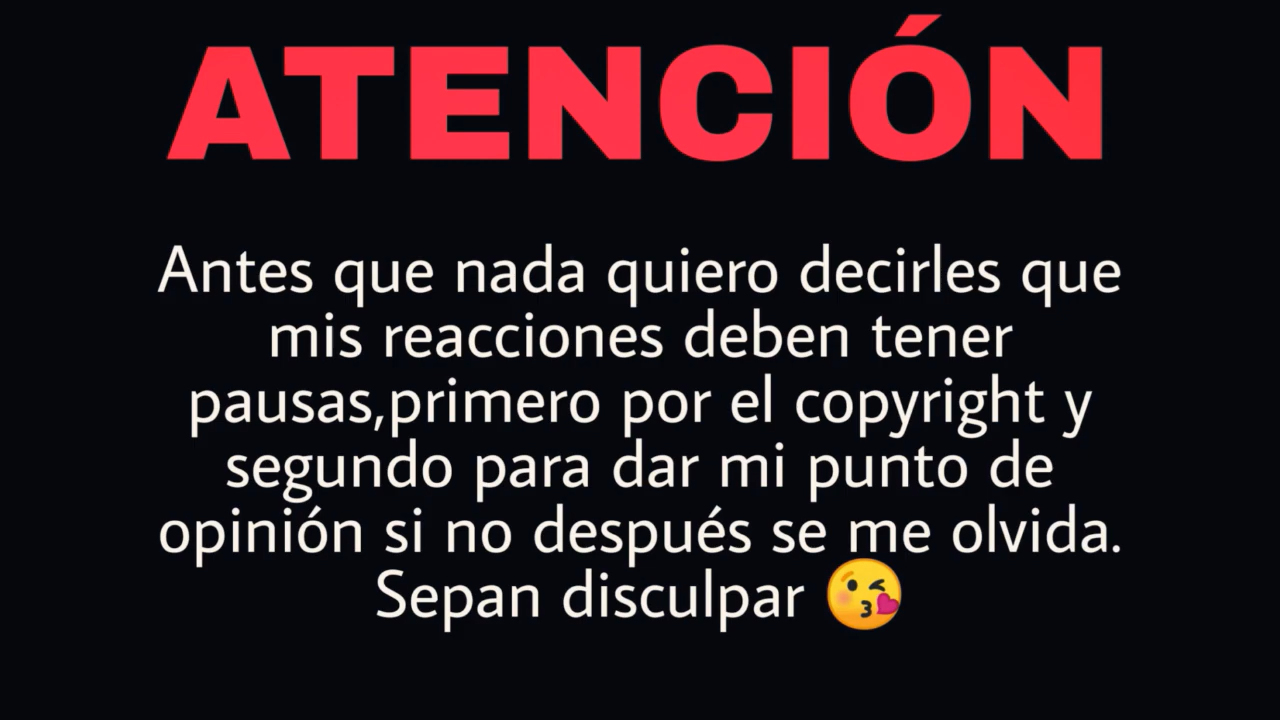 ATENCIÓN
Antes que nada quiero decirles que
mis reacciones deben tener
pausas,primero por el copyright y
segundo para dar mi punto de
opinión si no después se me olvida.
Sepan disculpar 😘